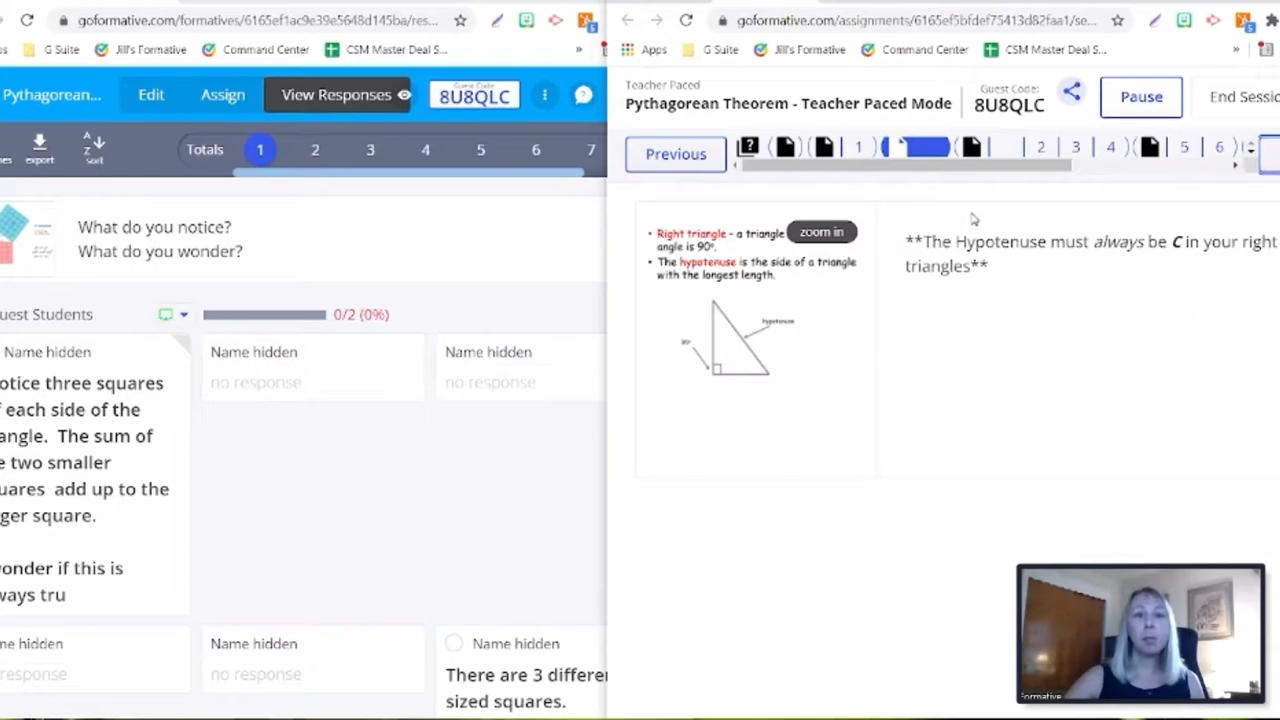 goformative.com/formatives/6165ef1ac9e39e5648d145ba/res...
G Suite
Jill's Formative
Command Center
CSM Master Deal S...
»
Pythagorean...
Edit
Assign
View Responses
Guest Code:
8U8QLC
export
A
Z
sort
Totals
1
2
3
4
5
6
7
What do you notice?
What do you wonder?
uest Students
0/2 (0%)
Name hidden
otice three squares
f each side of the
angle. The sum of
e two smaller
uares add up to the
ger square.
onder if this is
ways tru
Name hidden
no response
Name hidden
no response
me hidden
response
Name hidden
no response
Name hidden
There are 3 differe
sized squares.
goformative.com/assignments/6165ef5bfdef75413d82faa1/se...
Apps
G Suite
Jill's Formative
Command Center
CSM Master Deal S...
»
Teacher Paced
Pythagorean Theorem - Teacher Paced Mode
Guest Code:
8U8QLC
Pause
End Sessio
Previous
1
2
3
4
5
6
• Right triangle - a triangle
angle is 90°.
zoom in
• The hypotenuse is the side of a triangle
with the longest length.
hypotenuse
90°
**The Hypotenuse must always be C in your right
triangles**
Formative